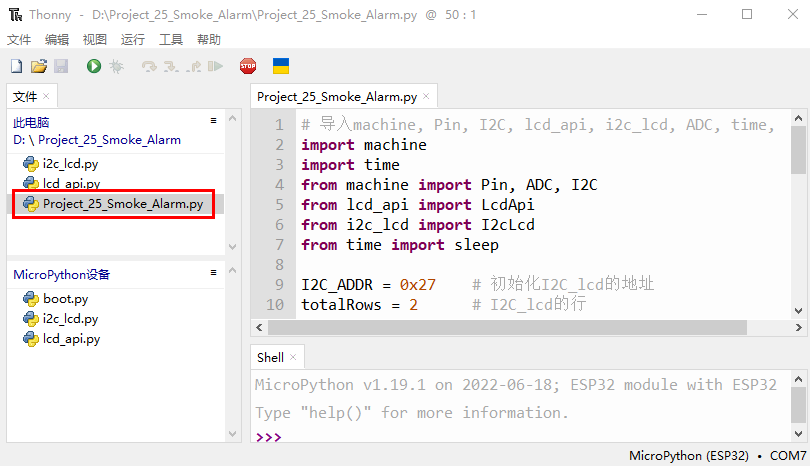 Thonny - D:\Project_25_Smoke_Alarm\Project_25_Smoke_Alarm.py @ 50 : 1
文件 编辑 视图 运行 工具 帮助
STOP
文件
此电脑
D: \ Project_25_Smoke_Alarm
i2c_lcd.py
lcd_api.py
Project_25_Smoke_Alarm.py
MicroPython设备
boot.py
i2c_lcd.py
lcd_api.py
Project_25_Smoke_Alarm.py
1 # 导入machine, Pin, I2C, lcd_api, i2c_lcd, ADC, time,
2 import machine
3 import time
4 from machine import Pin, ADC, I2C
5 from lcd_api import LcdApi
6 from i2c_lcd import I2cLcd
7 from time import sleep
8
9 I2C_ADDR = 0x27 # 初始化I2C_lcd的地址
10 totalRows = 2 # I2C_lcd的行
Shell
MicroPython v1.19.1 on 2022-06-18; ESP32 module with ESP32
Type "help()" for more information.
>>>
MicroPython (ESP32) • COM7